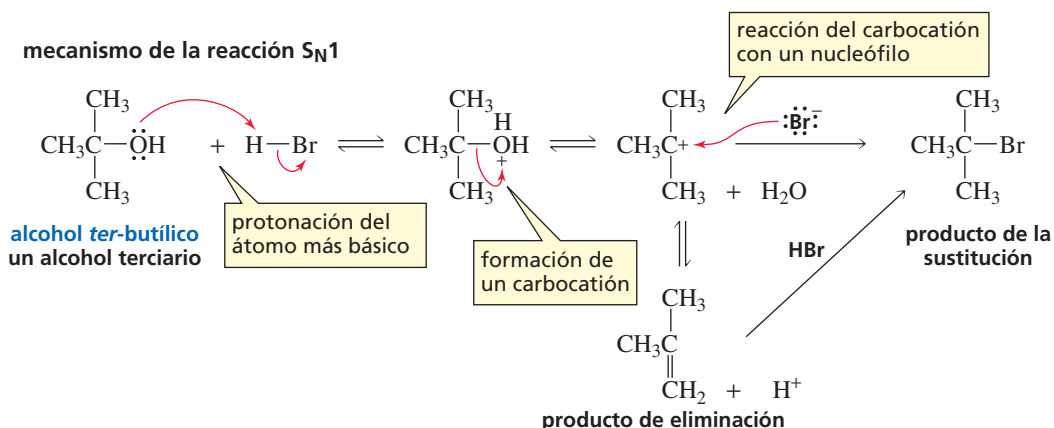 mecanismo de la reacción SN1
reacción del carbocatión
con un nucleófilo
CH3
CH3C—OH
CH3
+ H—Br
CH3
H
CH3C—OH
+
CH3
CH3
CH3C+
CH3
+ H2O
:Br:−
CH3
CH3C—Br
CH3
alcohol ter-butílico
un alcohol terciario
protonación del
átomo más básico
formación de
un carbocatión
HBr
producto de la
sustitución
CH3
CH3C
CH2 + H+
producto de eliminación